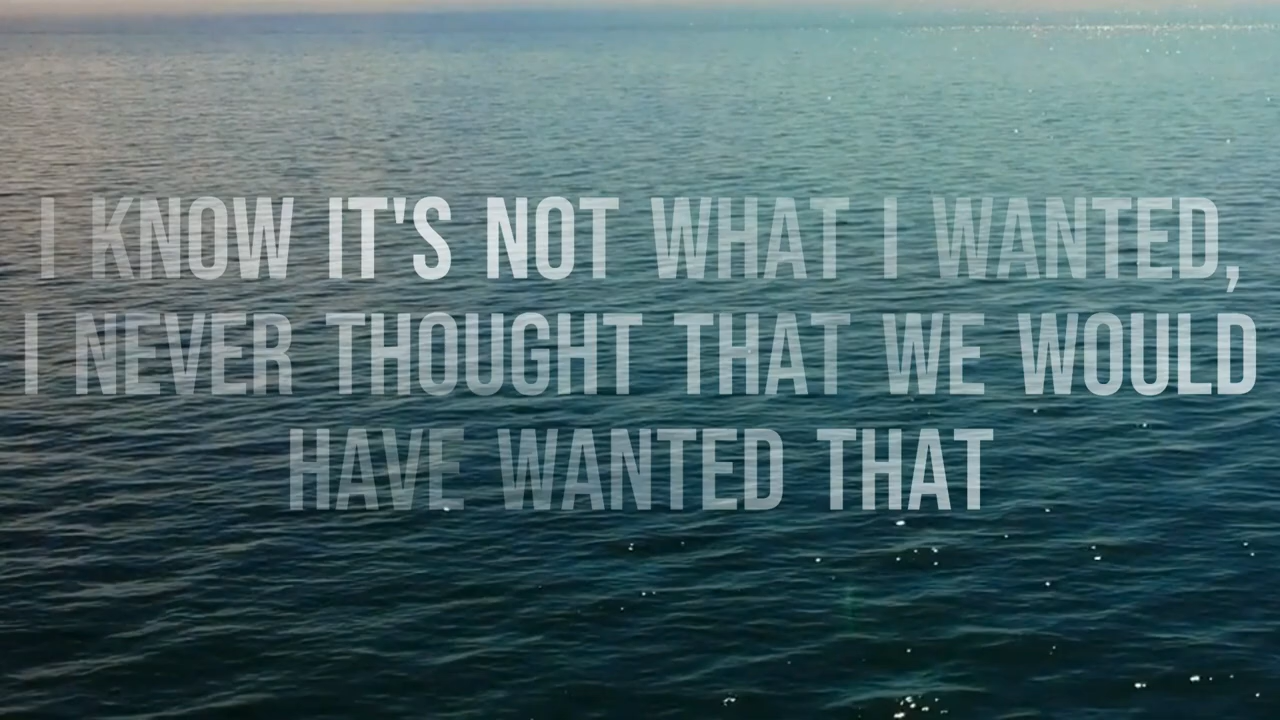 I KNOW IT'S NOT WHAT I WANTED,
I NEVER THOUGHT THAT WE WOULD
HAVE WANTED THAT